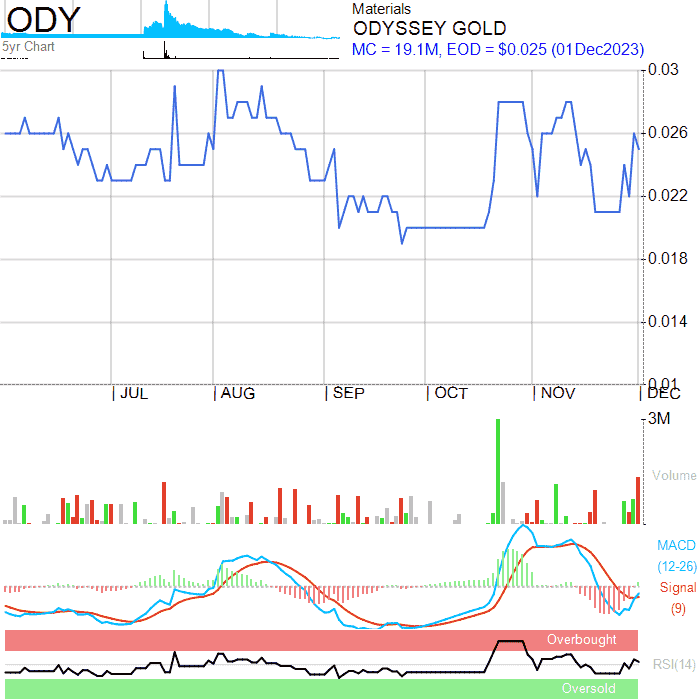 ODY
5yr Chart
Materials
ODYSSEY GOLD
MC = 19.1M, EOD = $0.025 (01Dec2023)
0.03
0.026
0.022
0.018
0.014
0.01
JUL
AUG
SEP
OCT
NOV
DEC
3M
Volume
MACD
(12-26)
Signal
(9)
Overbought
RSI(14)
Oversold